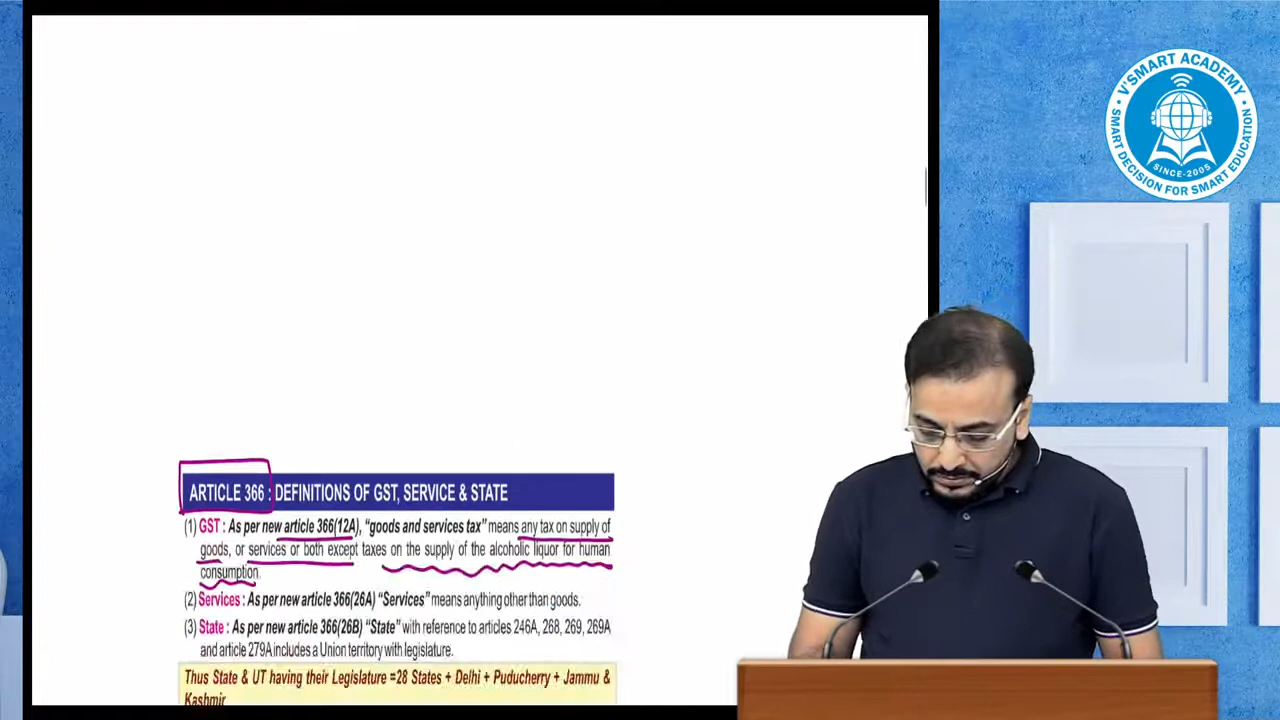 V'SMART ACADEMY
SMART DECISION FOR SMART EDUCATION
SINCE-2005
ARTICLE 366 : DEFINITIONS OF GST, SERVICE & STATE
(1) GST : As per new article 366(12A), “goods and services tax” means any tax on supply of
goods, or services or both except taxes on the supply of the alcoholic liquor for human
consumption.
(2) Services : As per new article 366(26A) “Services” means anything other than goods.
(3) State : As per new article 366(26B) “State” with reference to articles 246A, 268, 269, 269A
and article 279A includes a Union territory with legislature.
Thus State & UT having their Legislature =28 States + Delhi + Puducherry + Jammu &
Kashmir